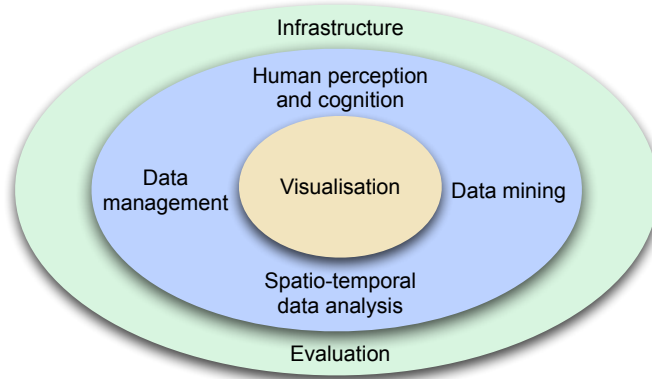 Infrastructure
Human perception
and cognition
Data
management
Visualisation
Data mining
Spatio-temporal
data analysis
Evaluation